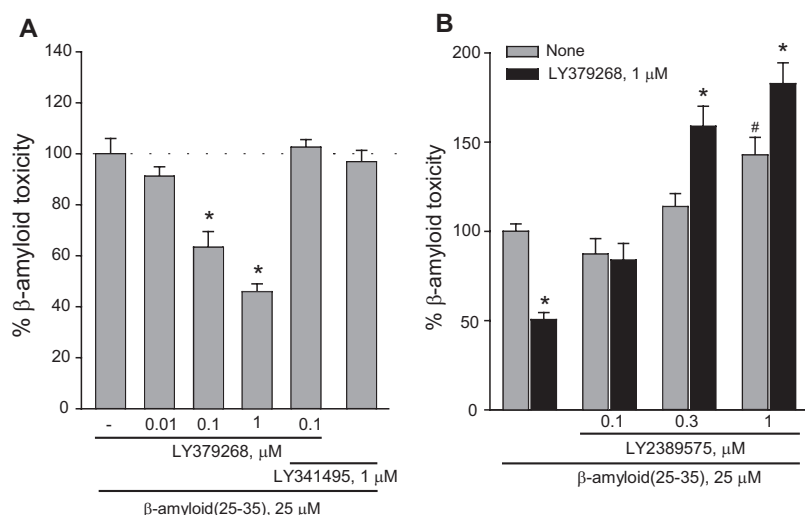 A
140
120
100
80
60
40
20
0
% β-amyloid toxicity
*
*
- 0.01 0.1 1 0.1
LY379268, μM
LY341495, 1 μM
β-amyloid(25-35), 25 μM
B
None
LY379268, 1 μM
200
150
100
50
0
% β-amyloid toxicity
*
*
#
*
0.1 0.3 1
LY2389575, μM
β-amyloid(25-35), 25 μM